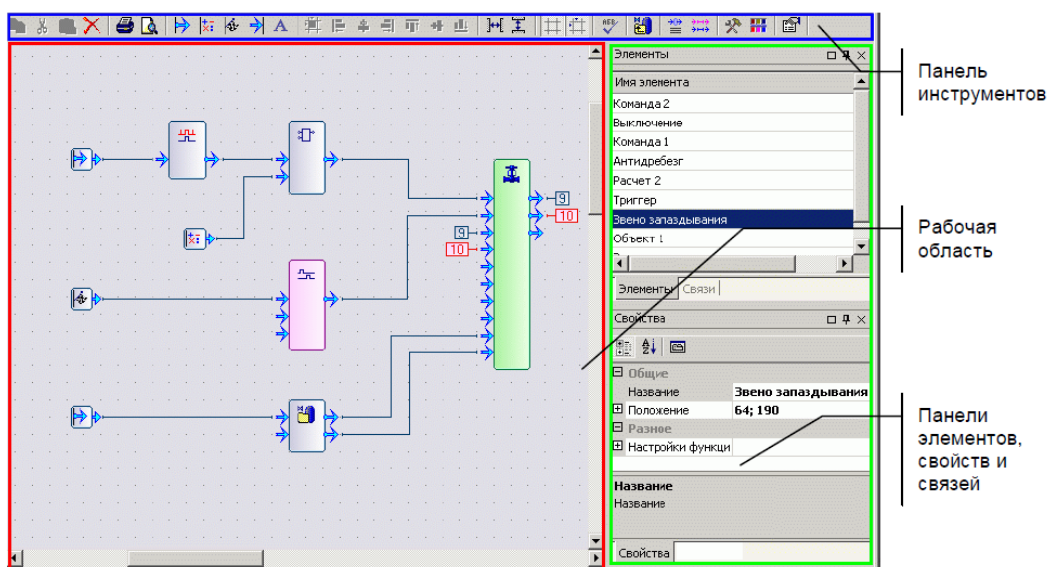 Элементы
Имя элемента
Команда 2
Выключение
Команда 1
Антидребезг
Расчет 2
Триггер
Звено запаздывания
Объект 1
Элементы Связи
Свойства
Общие
Название Звено запаздывания
Положение 64; 190
Разное
Настройки функци
Название
Название
Свойства
9
10
9
10
Панель
инструментов
Рабочая
область
Панели
элементов,
свойств и
связей